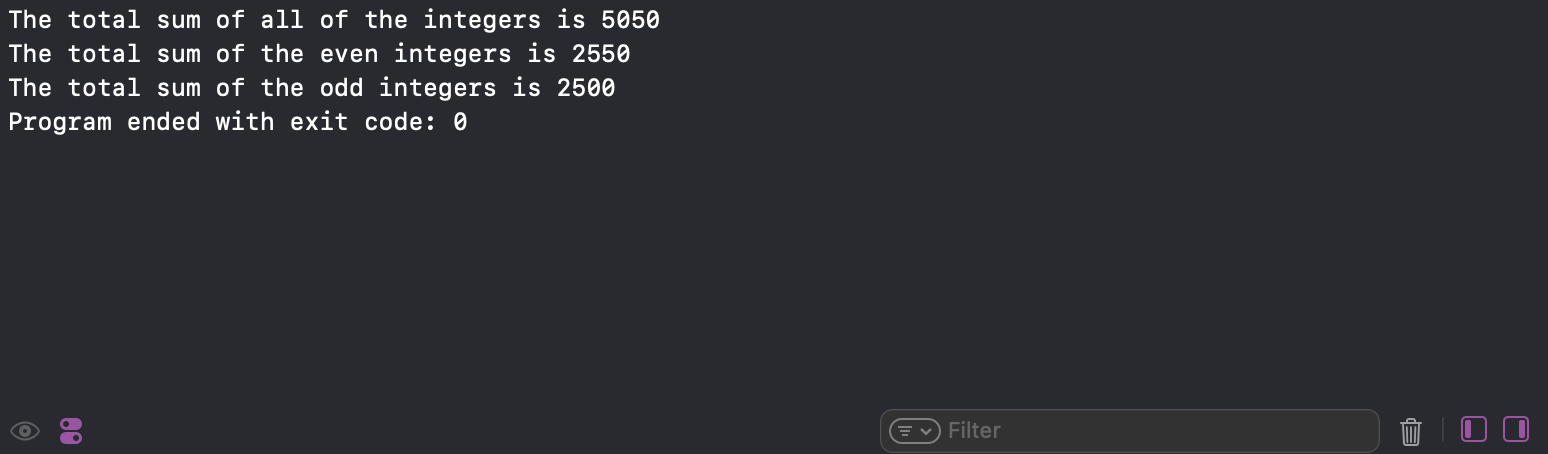 The total sum of all of the integers is 5050
The total sum of the even integers is 2550
The total sum of the odd integers is 2500
Program ended with exit code: 0
Filter